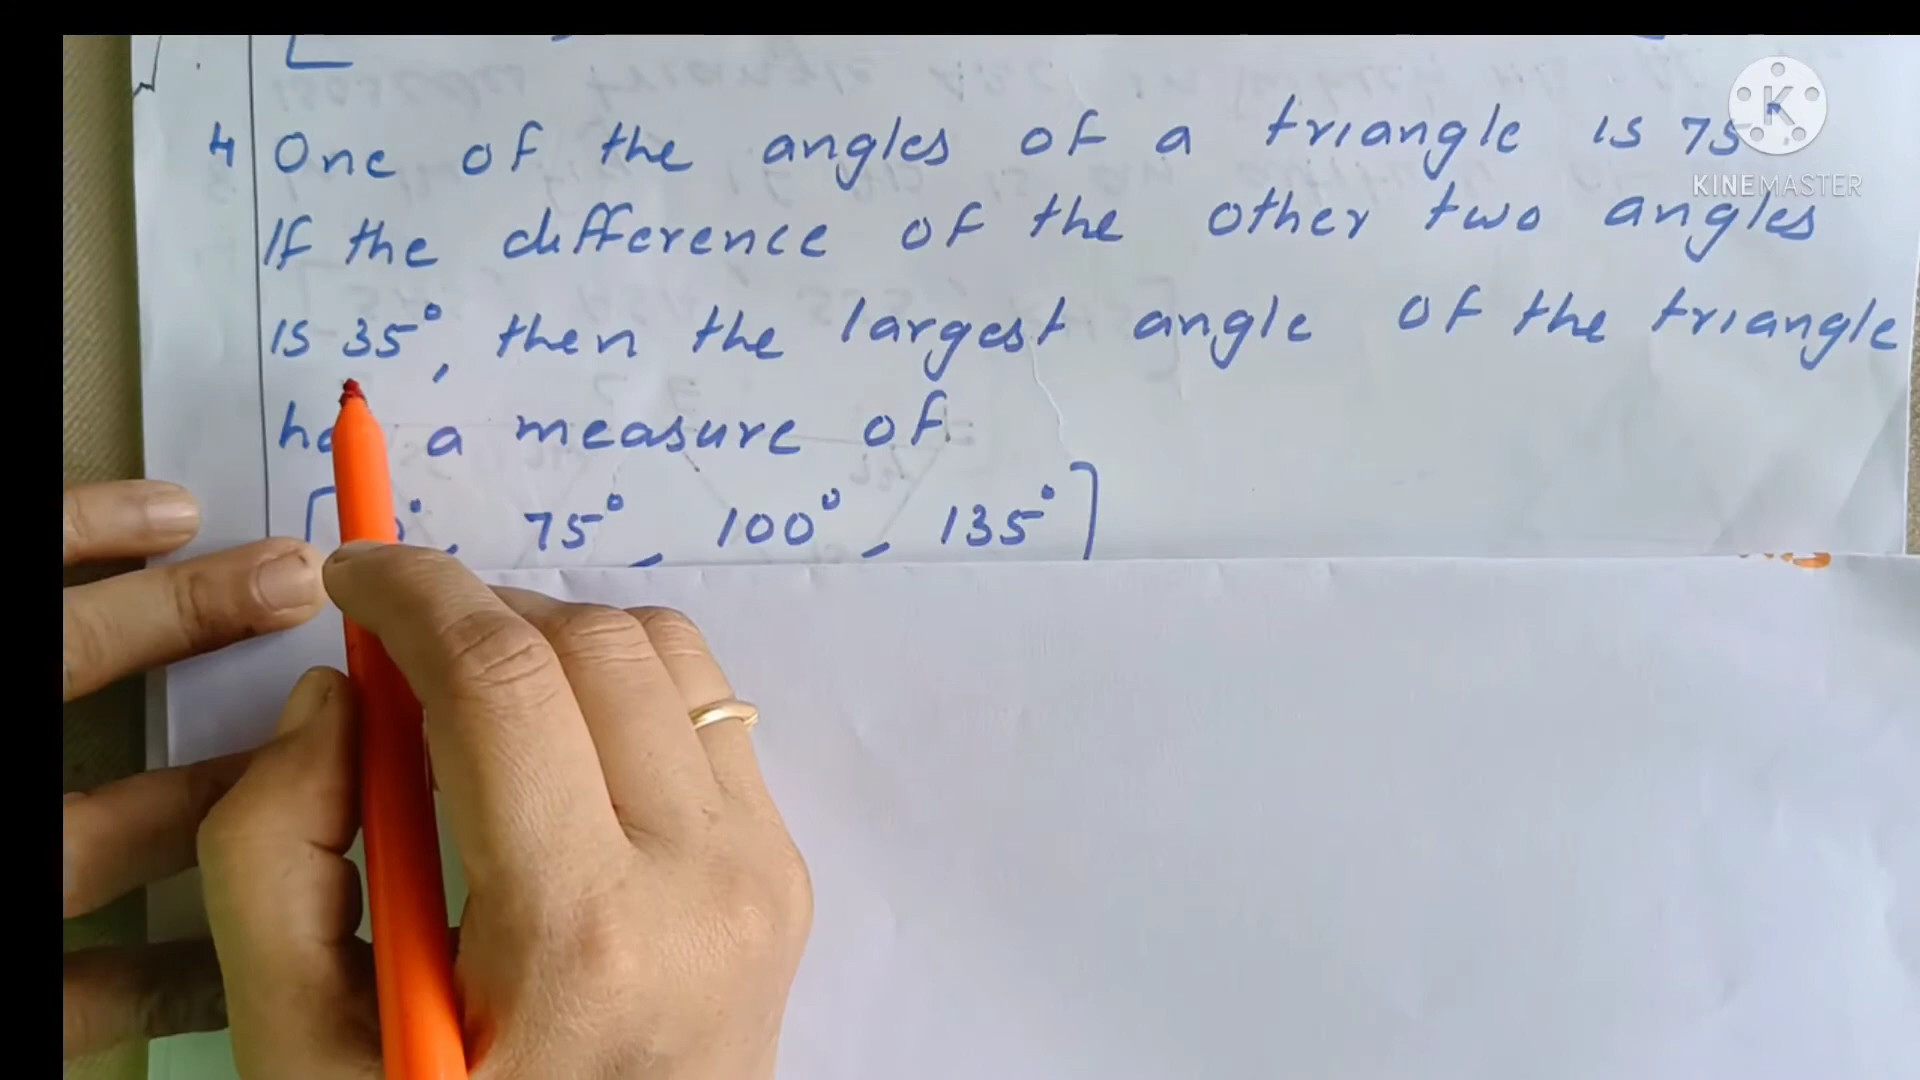 4 One of the angles of a triangle is 75°.
If the difference of the other two angles
is 35°, then the largest angle of the triangle
a measure of
75°, 100°, 135°]
K
KINEMASTER